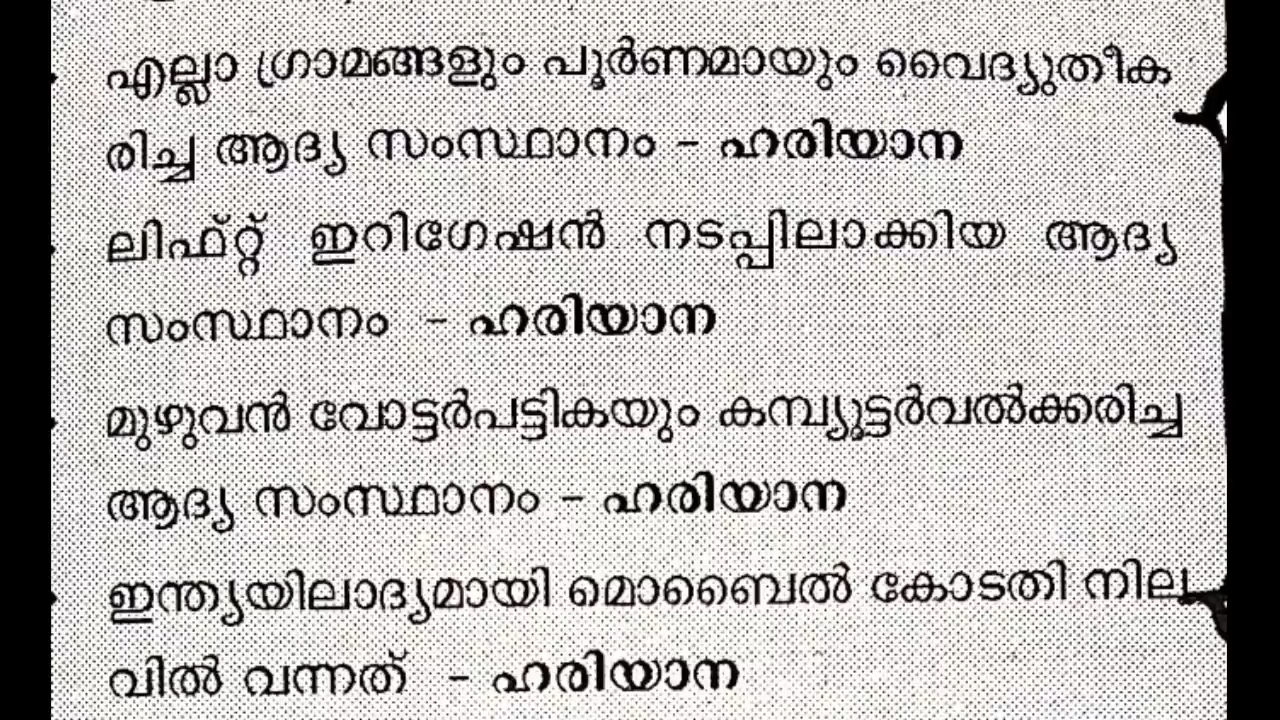 എല്ലാ ഗ്രാമങ്ങളും പൂർണമായും വൈദ്യുതീക
രിച്ച ആദ്യ സംസ്ഥാനം - ഹരിയാന
ലിഫ്റ്റ് ഇറിഗേഷൻ നടപ്പിലാക്കിയ ആദ്യ
സംസ്ഥാനം - ഹരിയാന
മുഴുവൻ വോട്ടർപട്ടികയും കമ്പ്യൂട്ടർവൽക്കരിച്ച
ആദ്യ സംസ്ഥാനം - ഹരിയാന
ഇന്ത്യയിലാദ്യമായി മൊബൈൽ കോടതി നില
വിൽ വന്നത് - ഹരിയാന